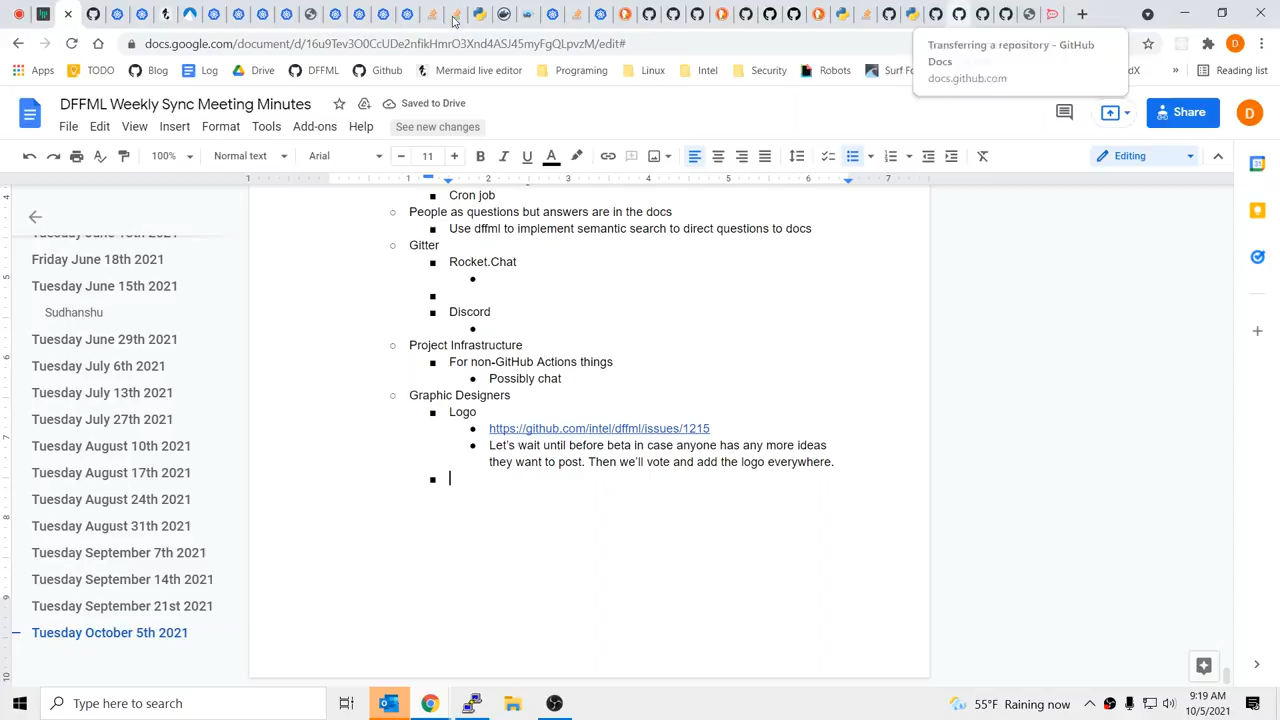 docs.google.com/document/d/16u9Tev3O0CcUDe2nfikHmrO3Xnd4ASJ45myFgQLpvzM/edit#
Transferring a repository - GitHub
Docs
docs.github.com
Apps
TODO
Blog
Log
Drive
DFFML
Github
Mermaid live editor
Programing
Linux
Intel
Security
Robots
Surf Fo
dX
»
Reading list
DFFML Weekly Sync Meeting Minutes
Saved to Drive
File Edit View Insert Format Tools Add-ons Help
See new changes
Share
D
100%
Normal text
Arial
11
Editing
1 1 2 3 4 5 6 7
Cron job
People as questions but answers are in the docs
Use dffml to implement semantic search to direct questions to docs
Gitter
Rocket.Chat
Discord
Project Infrastructure
For non-GitHub Actions things
Possibly chat
Graphic Designers
Logo
https://github.com/intel/dffml/issues/1215
Let's wait until before beta in case anyone has any more ideas
they want to post. Then we'll vote and add the logo everywhere.
Friday June 18th 2021
Tuesday June 15th 2021
Sudhanshu
Tuesday June 29th 2021
Tuesday July 6th 2021
Tuesday July 13th 2021
Tuesday July 27th 2021
Tuesday August 10th 2021
Tuesday August 17th 2021
Tuesday August 24th 2021
Tuesday August 31th 2021
Tuesday September 7th 2021
Tuesday September 14th 2021
Tuesday September 21st 2021
Tuesday October 5th 2021
Type here to search
55°F Raining now
9:19 AM
10/5/2021